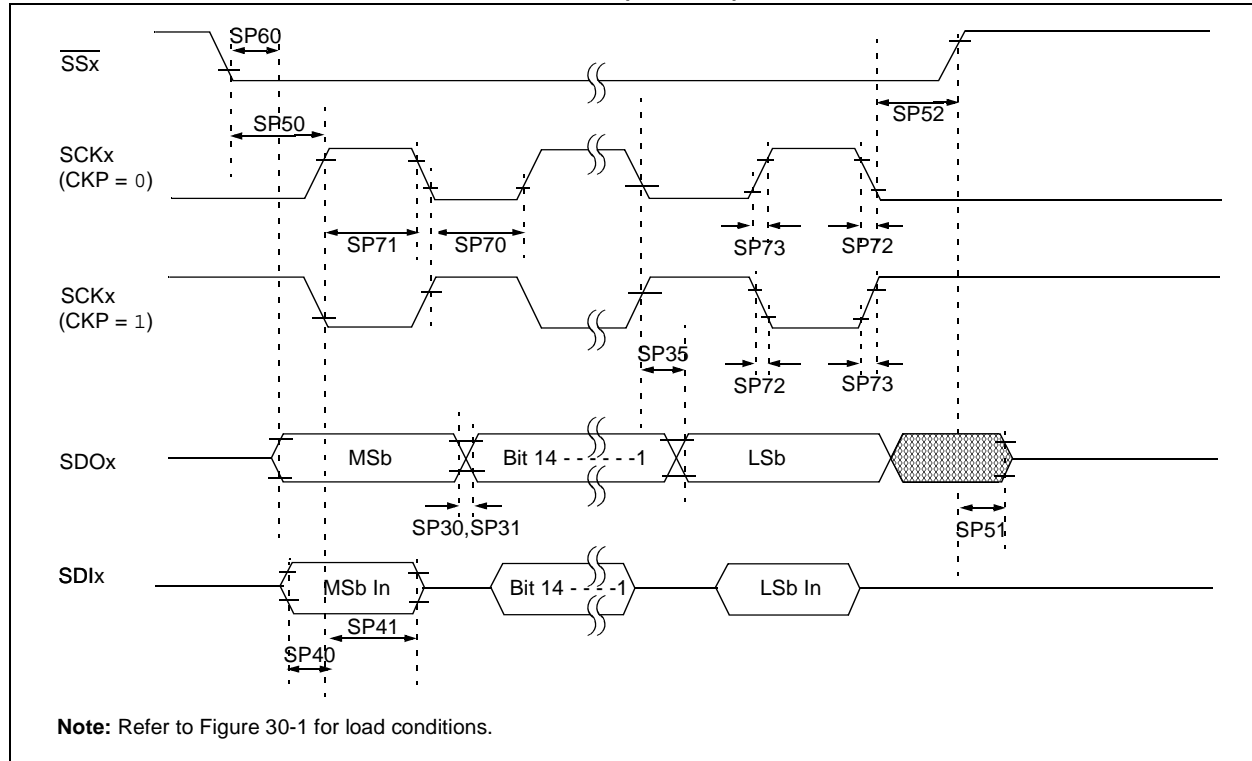 SP60
SSx
SP50
SP52
SCKx
(CKP = 0)
SP71
SP70
SP73
SP72
SCKx
(CKP = 1)
SP35
SP72
SP73
SDOx
MSb
Bit 14 - - - - - -1
LSb
SP30,SP31
SP51
SDIx
MSb In
Bit 14 - - - -1
LSb In
SP41
SP40
Note: Refer to Figure 30-1 for load conditions.